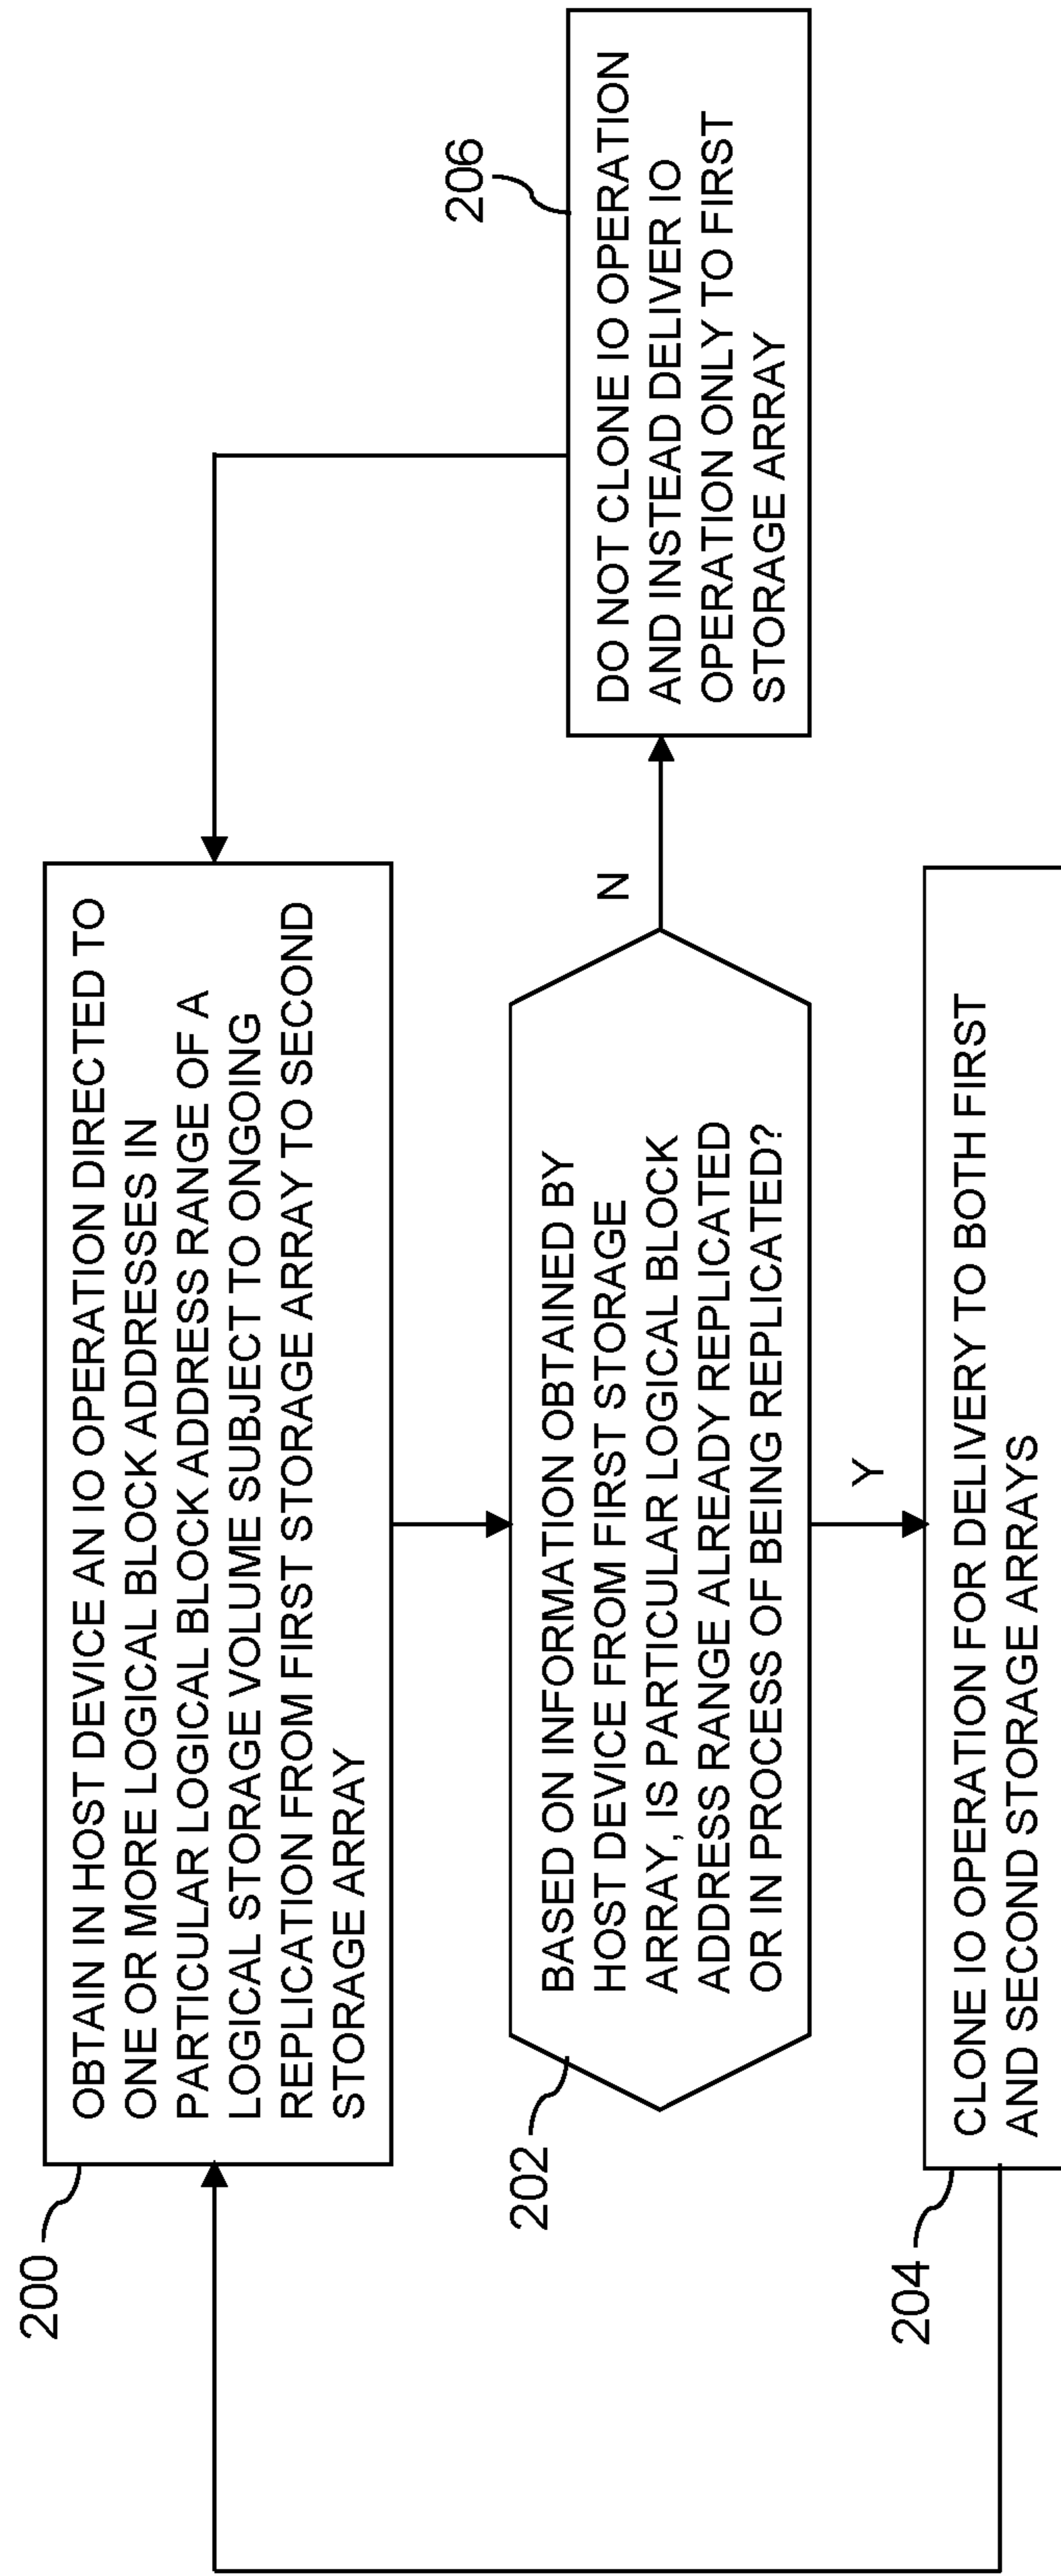 200
OBTAIN IN HOST DEVICE AN IO OPERATION DIRECTED TO
ONE OR MORE LOGICAL BLOCK ADDRESSES IN
PARTICULAR LOGICAL BLOCK ADDRESS RANGE OF A
LOGICAL STORAGE VOLUME SUBJECT TO ONGOING
REPLICATION FROM FIRST STORAGE ARRAY TO SECOND
STORAGE ARRAY
202
BASED ON INFORMATION OBTAINED BY
HOST DEVICE FROM FIRST STORAGE
ARRAY, IS PARTICULAR LOGICAL BLOCK
ADDRESS RANGE ALREADY REPLICATED
OR IN PROCESS OF BEING REPLICATED?
N
206
DO NOT CLONE IO OPERATION
AND INSTEAD DELIVER IO
OPERATION ONLY TO FIRST
STORAGE ARRAY
Y
204
CLONE IO OPERATION FOR DELIVERY TO BOTH FIRST
AND SECOND STORAGE ARRAYS